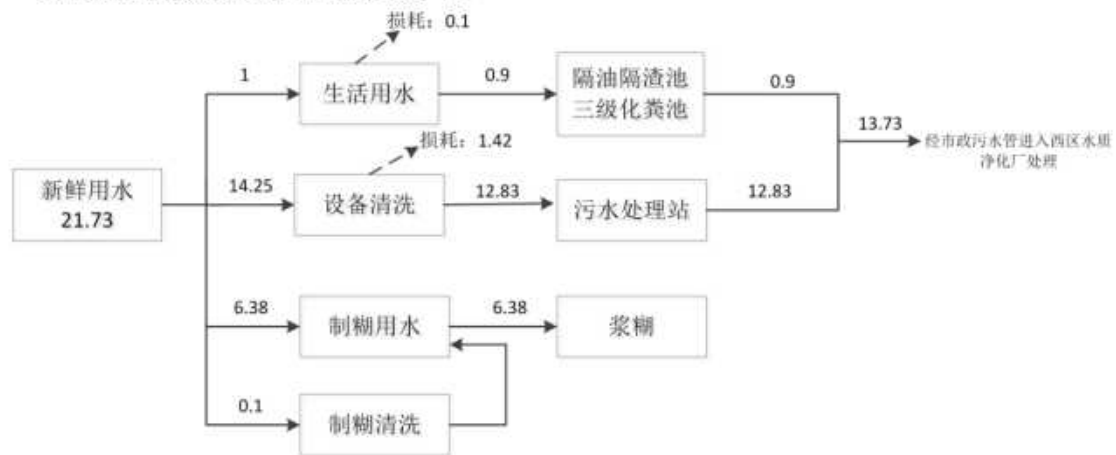 损耗：0.1
1
生活用水
0.9
隔油隔渣池
三级化粪池
0.9
13.73
经市政污水管进入西区水质
净化厂处理
损耗：1.42
新鲜用水
21.73
14.25
设备清洗
12.83
污水处理站
12.83
6.38
制糊用水
6.38
浆糊
0.1
制糊清洗